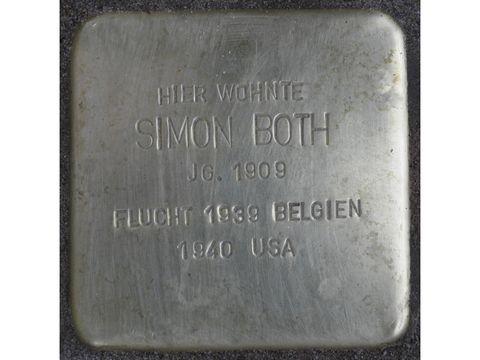 HIER WOHNTE
SIMON BOTH
JG. 1909
FLUCHT 1939 BELGIEN
1940 USA